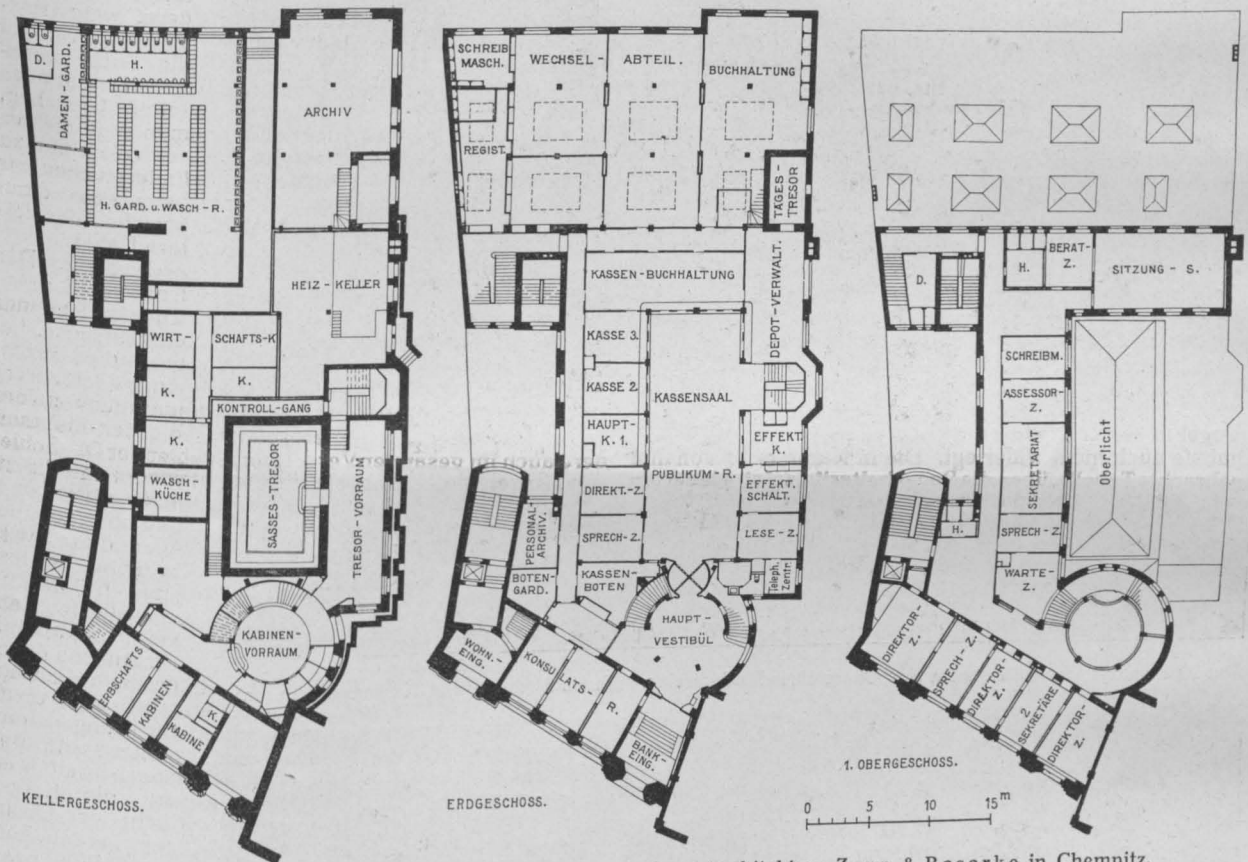 D.
H.
DAMEN-GARD.
ARCHIV
H. GARD. u. WASCH-R.
HEIZ-KELLER
WIRT-
SCHAFTS-K
K.
K.
KONTROLL-GANG
K.
WASCH-
KÜCHE
SASSES-TRESOR
TRESOR-VORRAUM
KABINEN-
VORRAUM.
ERBSCHAFTS
KABINEN
K.
KABINE
KELLERGESCHOSS.
SCHREIB
MASCH.
WECHSEL-
ABTEIL.
BUCHHALTUNG
REGIST.
TAGES-
TRESOR
KASSEN-BUCHHALTUNG
DEPOT-VERWALT.
KASSE 3.
KASSE 2.
KASSENSAAL
HAUPT-
K. 1.
EFFEKT.
K.
PUBLIKUM-R.
EFFEKT.
SCHALT.
DIREKT.-Z.
PERSONAL-
ARCHIV.
SPRECH-Z.
LESE-Z.
BOTEN-
GARD.
KASSEN-
BOTEN
Teleph.
Zentr.
HAUPT-
VESTIBÜL
WOHN.-
EING.
KONSULATS-
R.
BANK-
EING.
ERDGESCHOSS.
D.
H.
BERAT-
Z.
SITZUNG-S.
SCHREIBM.
ASSESSOR-
Z.
SEKRETARIAT
Oberlicht
SPRECH-Z.
H.
WARTE-
Z.
DIREKTOR-
Z.
SPRECH-Z.
DIREKTOR-
Z.
2
SEKRETÄRE
DIREKTOR-
Z.
1. OBERGESCHOSS.
0 5 10 15 m
in Chemnitz